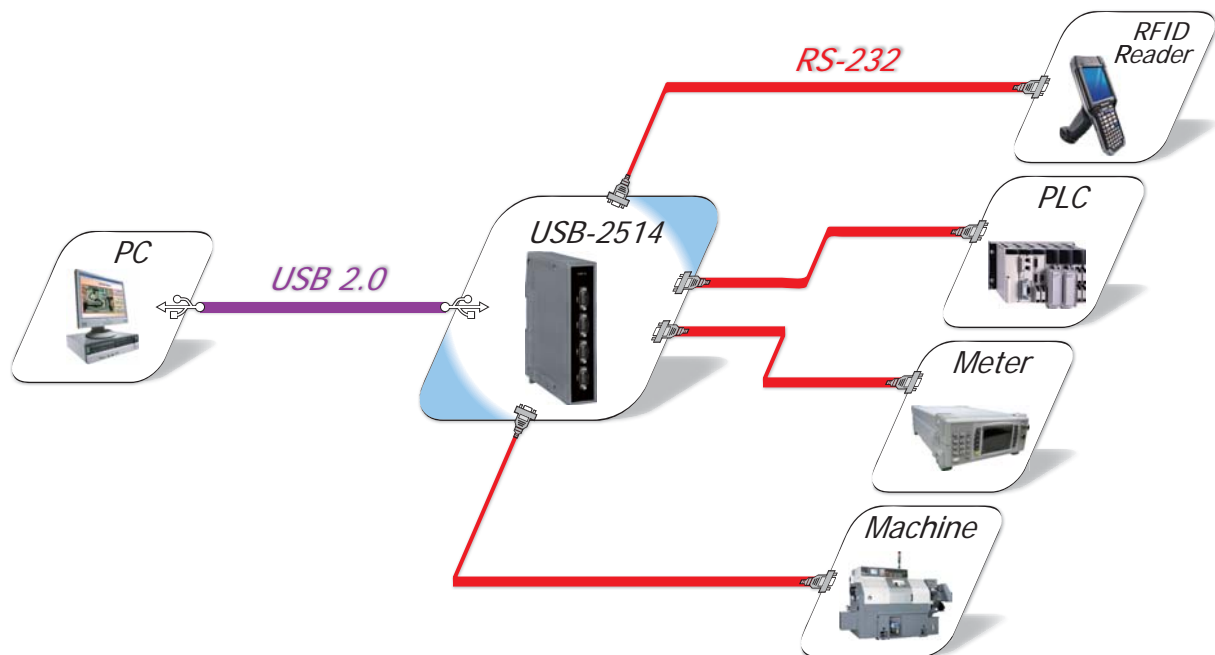 RFID
Reader
RS-232
PLC
USB-2514
PC
USB 2.0
Meter
Machine